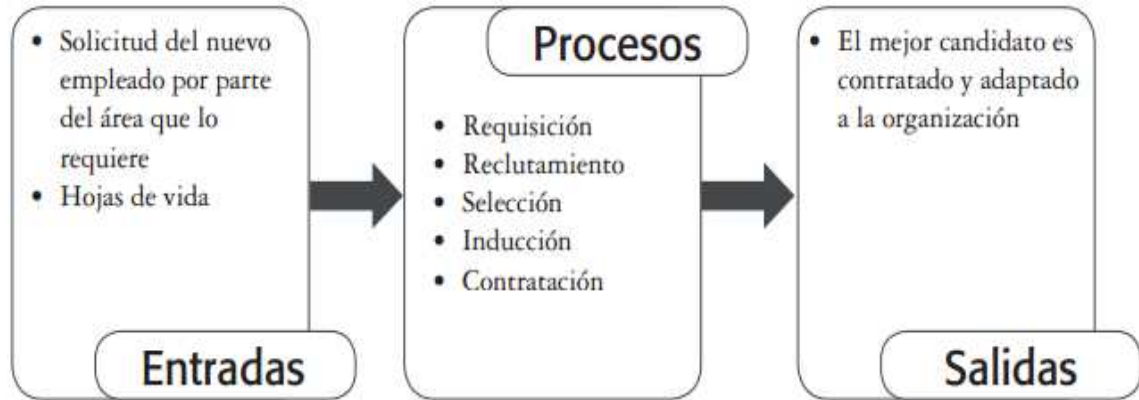 • Solicitud del nuevo
empleado por parte
del área que lo
requiere
• Hojas de vida
Entradas
Procesos
• Requisición
• Reclutamiento
• Selección
• Inducción
• Contratación
• El mejor candidato es
contratado y adaptado
a la organización
Salidas